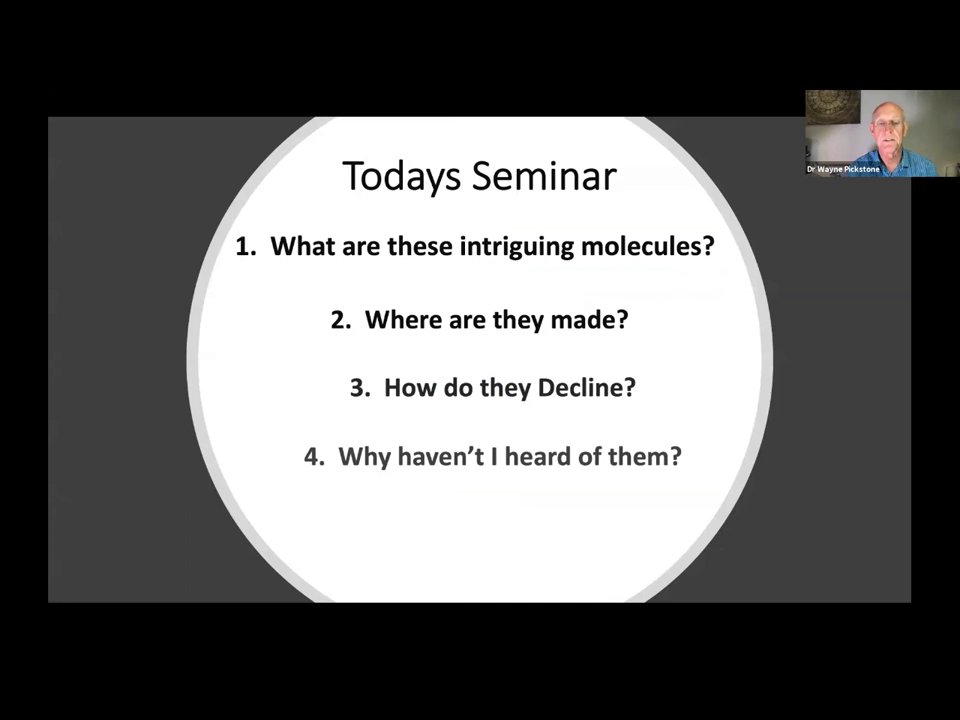 Todays Seminar
1. What are these intriguing molecules?
2. Where are they made?
3. How do they Decline?
4. Why haven’t I heard of them?
Dr Wayne Pickstone